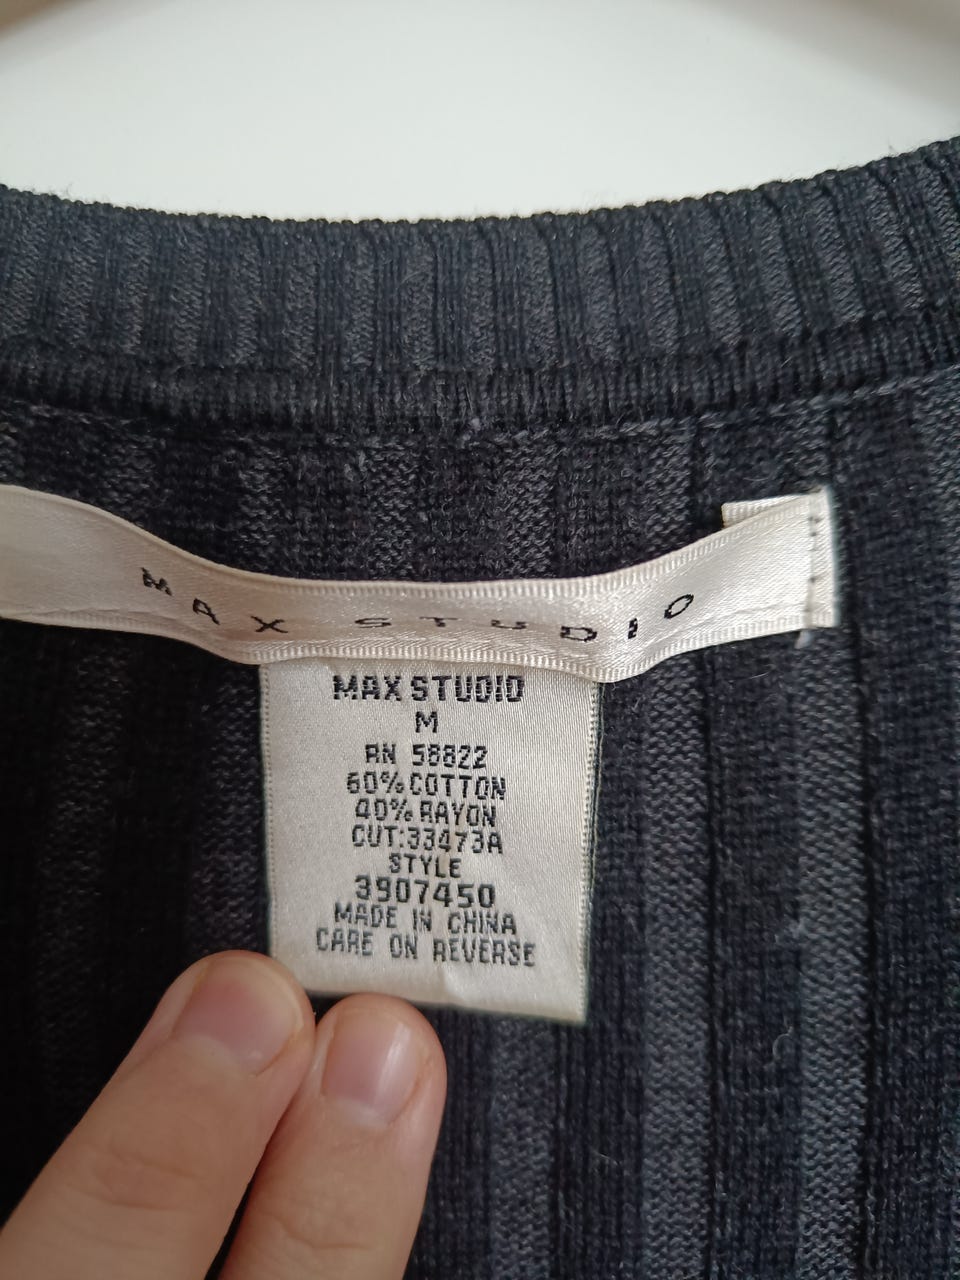 MAX STUDIO
MAX STUDIO
M
RN 58822
60% COTTON
40% RAYON
CUT:33473A
STYLE
3907450
MADE IN CHINA
CARE ON REVERSE